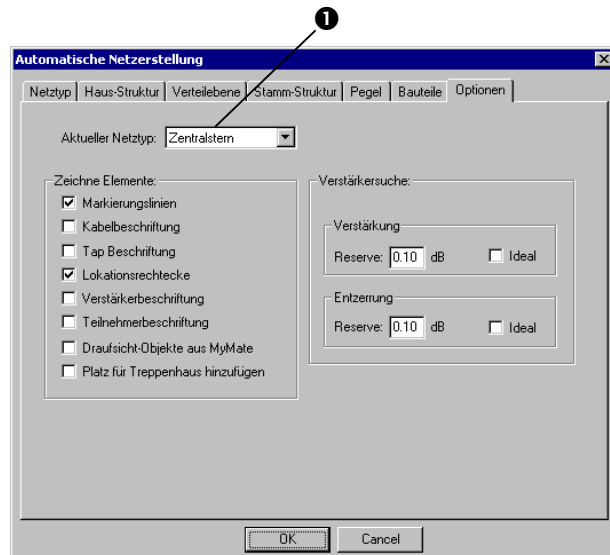 ❶
Automatische Netzerstellung
Netztyp Haus-Struktur Verteilebene Stamm-Struktur Pegel Bauteile Optionen
Aktueller Netztyp: Zentralstern
Zeichne Elemente:
Markierungslinien
Kabelbeschriftung
Tap Beschriftung
Lokationsrechtecke
Verstärkerbeschriftung
Teilnehmerbeschriftung
Draufsicht-Objekte aus MyMate
Platz für Treppenhaus hinzufügen
Verstärkersuche:
Verstärkung
Reserve: 0.10 dB Ideal
Entzerrung
Reserve: 0.10 dB Ideal
OK Cancel